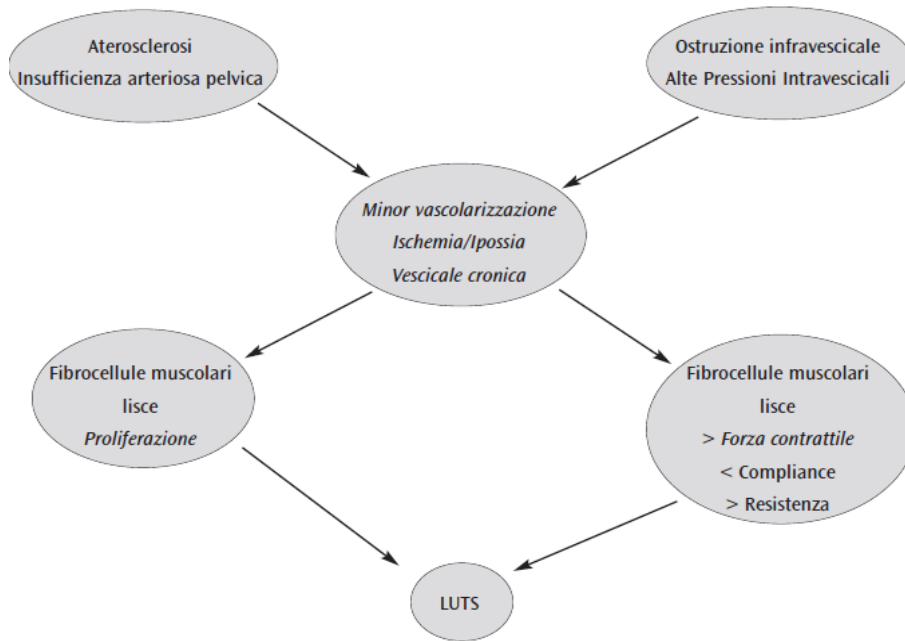 Aterosclerosi
Insufficienza arteriosa pelvica
Ostruzione infravescicale
Alte Pressioni Intravescicali
Minor vascolarizzazione
Ischemia/Ipossia
Vescicale cronica
Fibrocellule muscolari
lisce
Proliferazione
Fibrocellule muscolari
lisce
> Forza contrattile
< Compliance
> Resistenza
LUTS